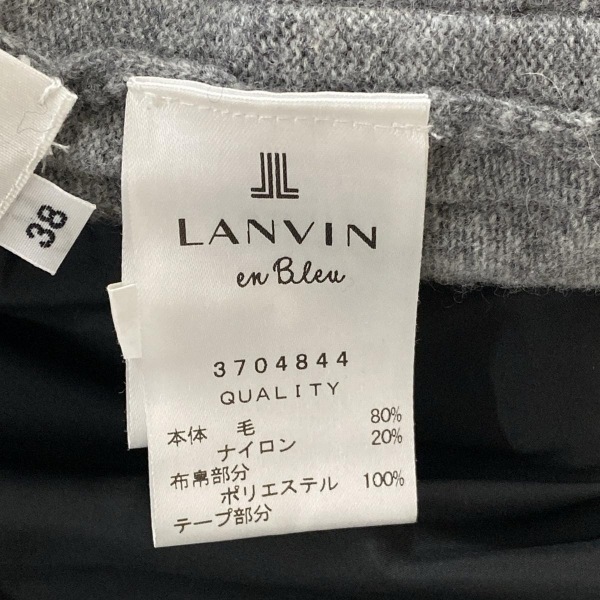 38
LANVIN
en Bleu
3704844
QUALITY
本体 毛 80%
ナイロン 20%
布帛部分
ポリエステル 100%
テープ部分